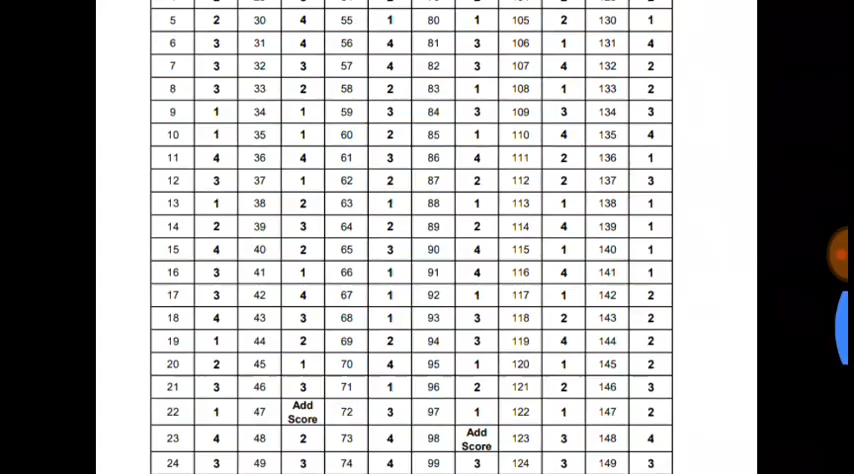 5 2 30 4 55 1 80 1 105 2 130 1
6 3 31 4 56 4 81 3 106 1 131 4
7 3 32 3 57 4 82 3 107 4 132 2
8 3 33 2 58 2 83 1 108 1 133 2
9 1 34 1 59 3 84 3 109 3 134 3
10 1 35 1 60 2 85 1 110 4 135 4
11 4 36 4 61 3 86 4 111 2 136 1
12 3 37 1 62 2 87 2 112 2 137 3
13 1 38 2 63 1 88 1 113 1 138 1
14 2 39 3 64 2 89 2 114 4 139 1
15 4 40 2 65 3 90 4 115 1 140 1
16 3 41 1 66 1 91 4 116 4 141 1
17 3 42 4 67 1 92 1 117 1 142 2
18 4 43 3 68 1 93 3 118 2 143 2
19 1 44 2 69 2 94 3 119 4 144 2
20 2 45 1 70 4 95 1 120 1 145 2
21 3 46 3 71 1 96 2 121 2 146 3
22 1 47 Add Score 72 3 97 1 122 1 147 2
23 4 48 2 73 4 98 Add Score 123 3 148 4
24 3 49 3 74 4 99 3 124 3 149 3